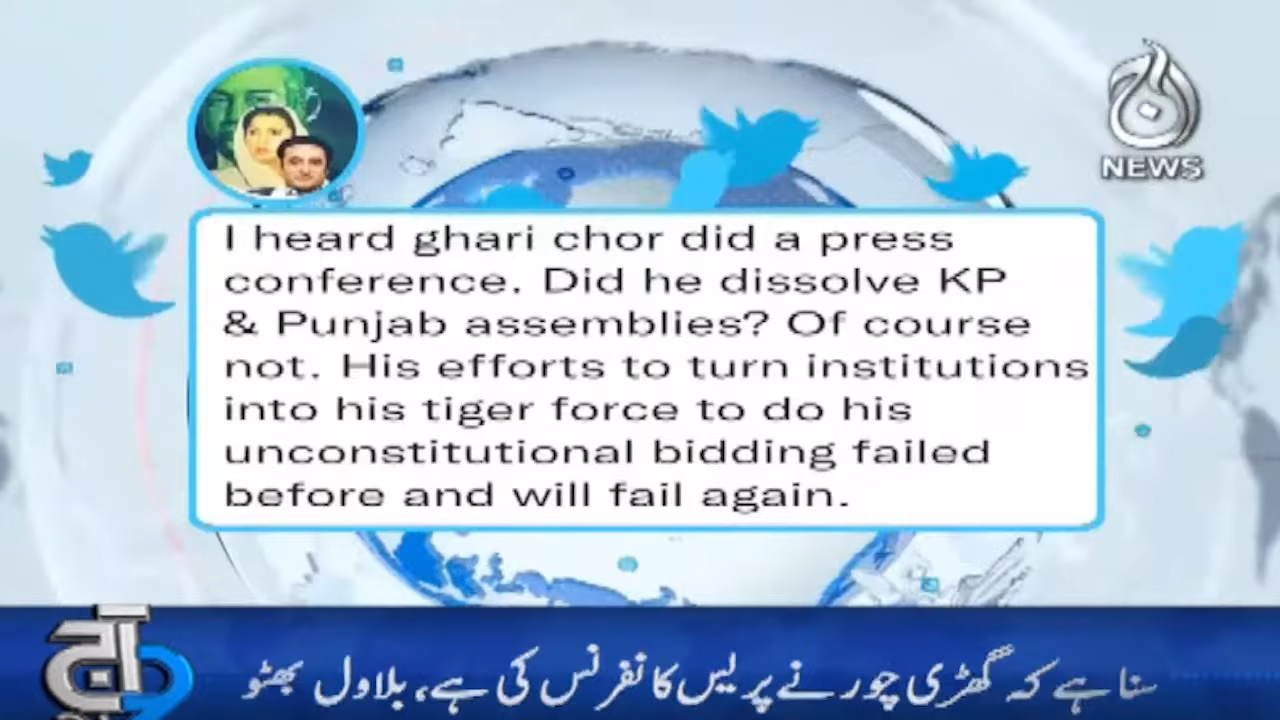 آج
NEWS
I heard ghari chor did a press
conference. Did he dissolve KP
& Punjab assemblies? Of course
not. His efforts to turn institutions
into his tiger force to do his
unconstitutional bidding failed
before and will fail again.
آج
سنا ہے کہ گھڑی چور نے پریس کانفرنس کی ہے، بلاول بھٹو